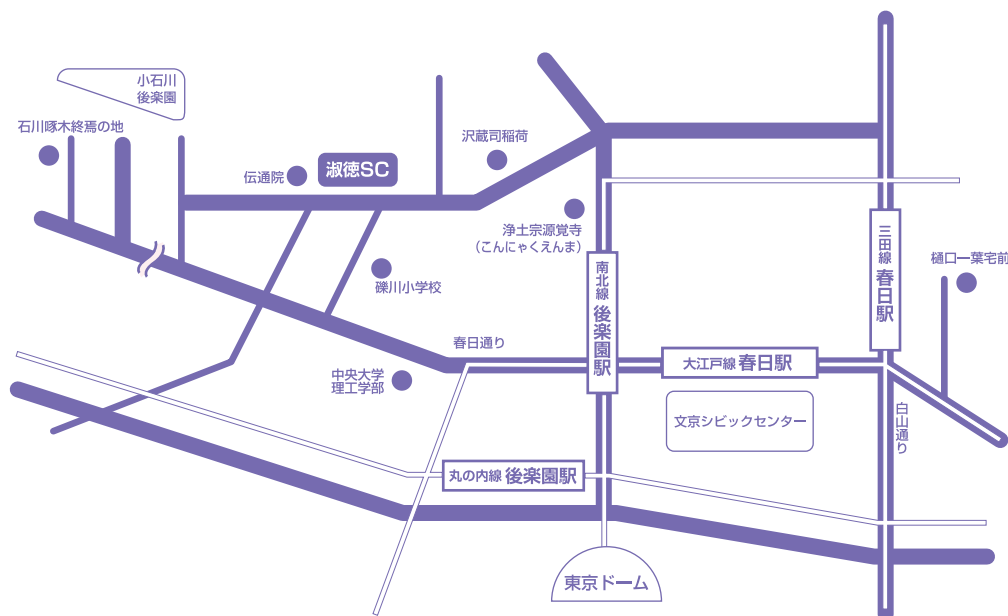 小石川
後楽園
石川啄木終焉の地
伝通院
淑徳SC
沢蔵司稲荷
浄土宗源覚寺
（こんにゃくえんま）
礫川小学校
南北線 後楽園駅
三田線 春日駅
樋口一葉宅前
春日通り
大江戸線 春日駅
中央大学
理工学部
文京シビックセンター
白山通り
丸の内線 後楽園駅
東京ドーム